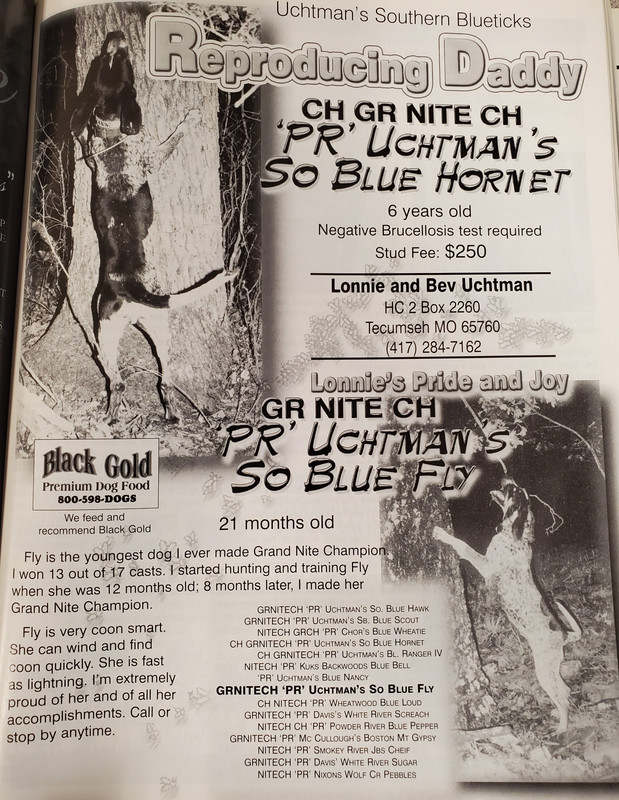 Uchtman's Southern Blueticks
Reproducing Daddy
CH GR NITE CH
'PR' Uchtman's
So Blue Hornet
6 years old
Negative Brucellosis test required
Stud Fee: $250
Lonnie and Bev Uchtman
HC 2 Box 2260
Tecumseh MO 65760
(417) 284-7162
Lonnie's Pride and Joy
GR NITE CH
'PR' Uchtman's
So Blue Fly
21 months old
Black Gold
Premium Dog Food
800-598-DOGS
We feed and
recommend Black Gold
Fly is the youngest dog I ever made Grand Nite Champion.
I won 13 out of 17 casts. I started hunting and training Fly
when she was 12 months old; 8 months later, I made her
Grand Nite Champion.
Fly is very coon smart.
She can wind and find
coon quickly. She is fast
as lightning. I'm extremely
proud of her and of all her
accomplishments. Call or
stop by anytime.
GRNITECH 'PR' Uchtman's So. Blue Hawk
GRNITECH 'PR' Uchtman's Sb. Blue Scout
NITECH GRCH 'PR' Chor's Blue Wheatie
CH GRNITECH 'PR' Uchtman's So Blue Hornet
CH GRNITECH 'PR' Uchtman's Bl. Ranger IV
NITECH 'PR' Kuks Backwoods Blue Bell
'PR' Uchtman's Blue Nancy
GRNITECH 'PR' Uchtman's So Blue Fly
CH NITECH 'PR' Wheatwood Blue Loud
GRNITECH 'PR' Davis's White River Screach
NITECH CH 'PR' Powder River Blue Pepper
GRNITECH 'PR' Mc Cullough's Boston Mt Gypsy
NITECH 'PR' Smokey River Jbs Cheif
GRNITECH 'PR' Davis' White River Sugar
NITECH 'PR' Nixons Wolf Cr Pebbles